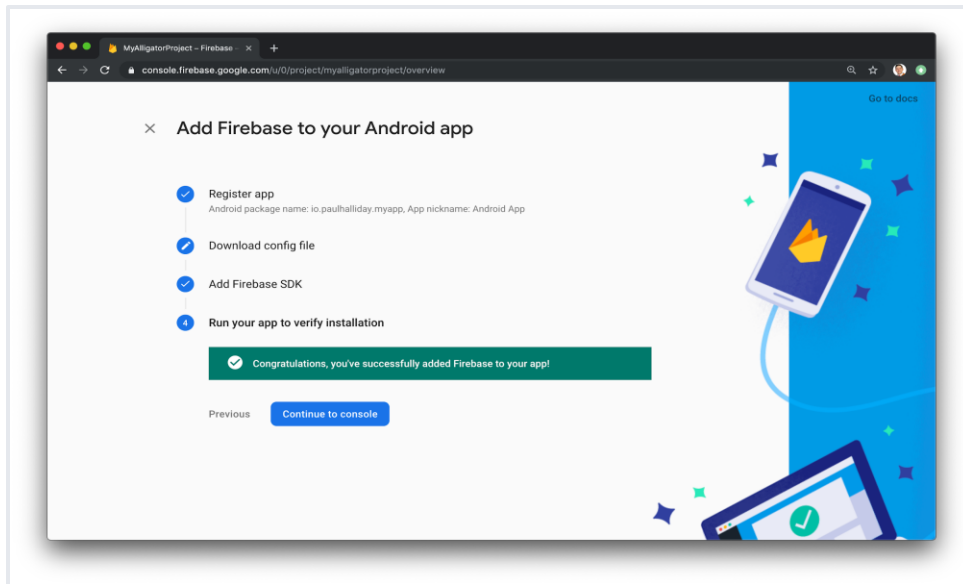 MyAlligatorProject – Firebase
console.firebase.google.com/u/0/project/myalligatorproject/overview
Go to docs
Add Firebase to your Android app
Register app
Android package name: io.paulhalliday.myapp, App nickname: Android App
Download config file
Add Firebase SDK
4 Run your app to verify installation
Congratulations, you've successfully added Firebase to your app!
Previous Continue to console